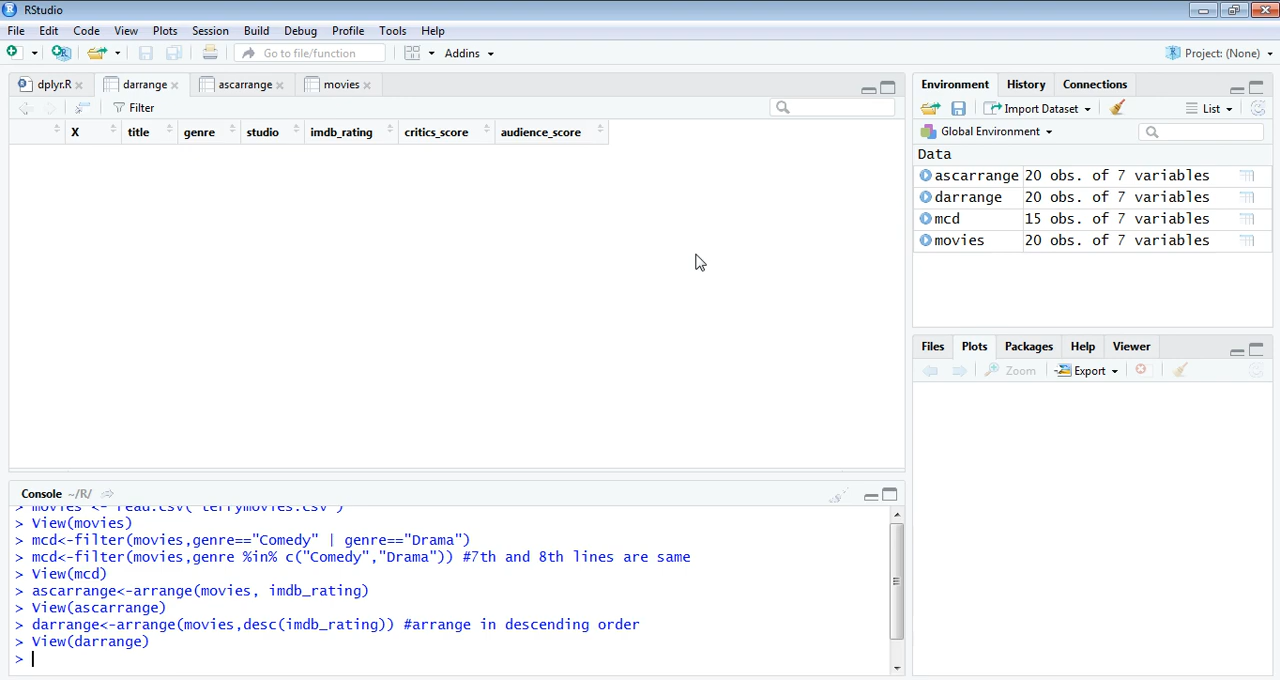 RStudio
File Edit Code View Plots Session Build Debug Profile Tools Help
Go to file/function Addins Project: (None)
dplyr.R darrange ascarrange movies
Filter
X title genre studio imdb_rating critics_score audience_score
Environment History Connections
Import Dataset List
Global Environment
Data
ascarrange 20 obs. of 7 variables
darrange 20 obs. of 7 variables
mcd 15 obs. of 7 variables
movies 20 obs. of 7 variables
Files Plots Packages Help Viewer
Zoom Export
Console ~/R/
> movies <- read.csv("terrymovies.csv")
> View(movies)
> mcd<-filter(movies,genre=="Comedy" | genre=="Drama")
> mcd<-filter(movies,genre %in% c("Comedy","Drama")) #7th and 8th lines are same
> View(mcd)
> ascarrange<-arrange(movies, imdb_rating)
> View(ascarrange)
> darrange<-arrange(movies,desc(imdb_rating)) #arrange in descending order
> View(darrange)
>